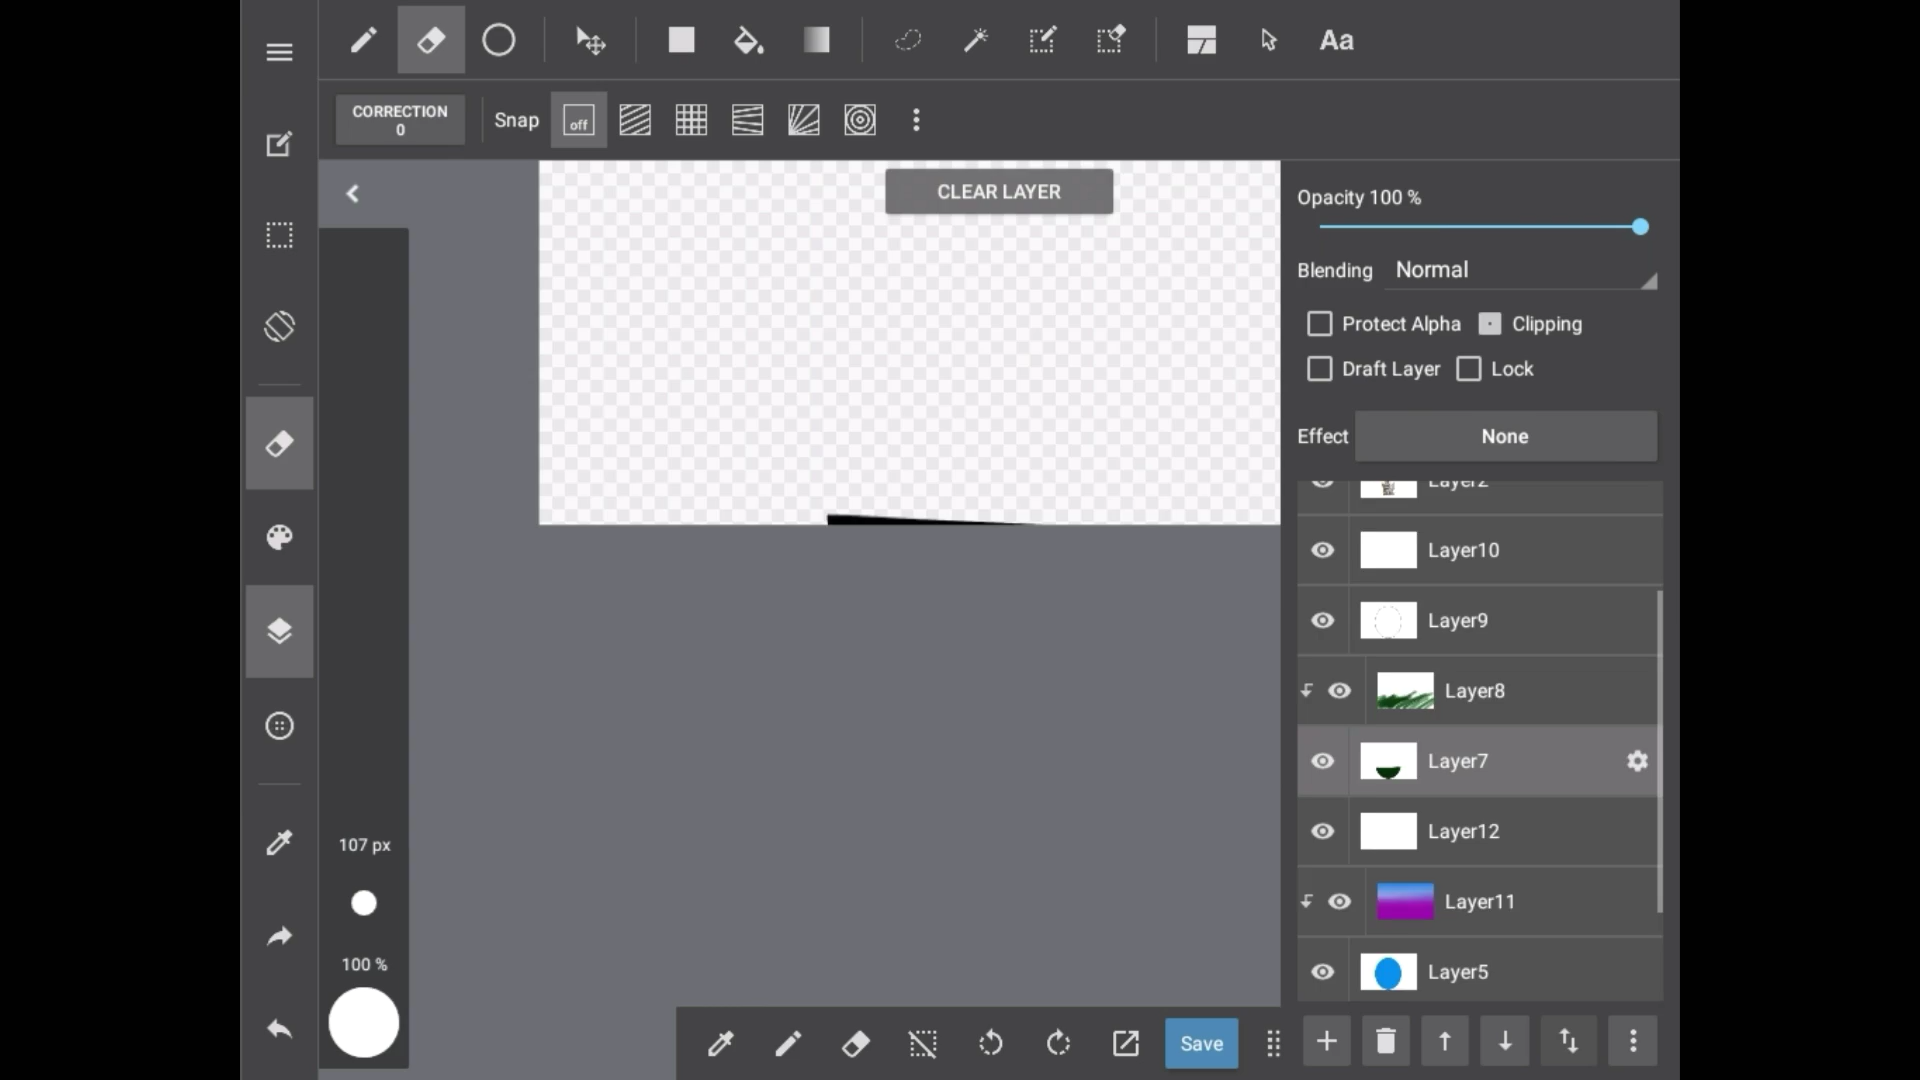 Aa
CORRECTION
0
Snap
off
CLEAR LAYER
Opacity 100 %
Blending Normal
Protect Alpha Clipping
Draft Layer Lock
Effect None
Layer2
Layer10
Layer9
Layer8
Layer7
Layer12
Layer11
Layer5
107 px
100 %
Save